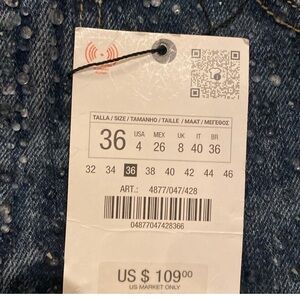 TALLA / SIZE / TAMANHO / TAILLE / MAAT / ΜΕΓΕΘΟΣ
36 USA MEX UK IT BR
4 26 8 40 36
32 34 36 38 40 42 44 46
ART.: 4877/047/428
04877047428366
US $ 109.00
US MARKET ONLY